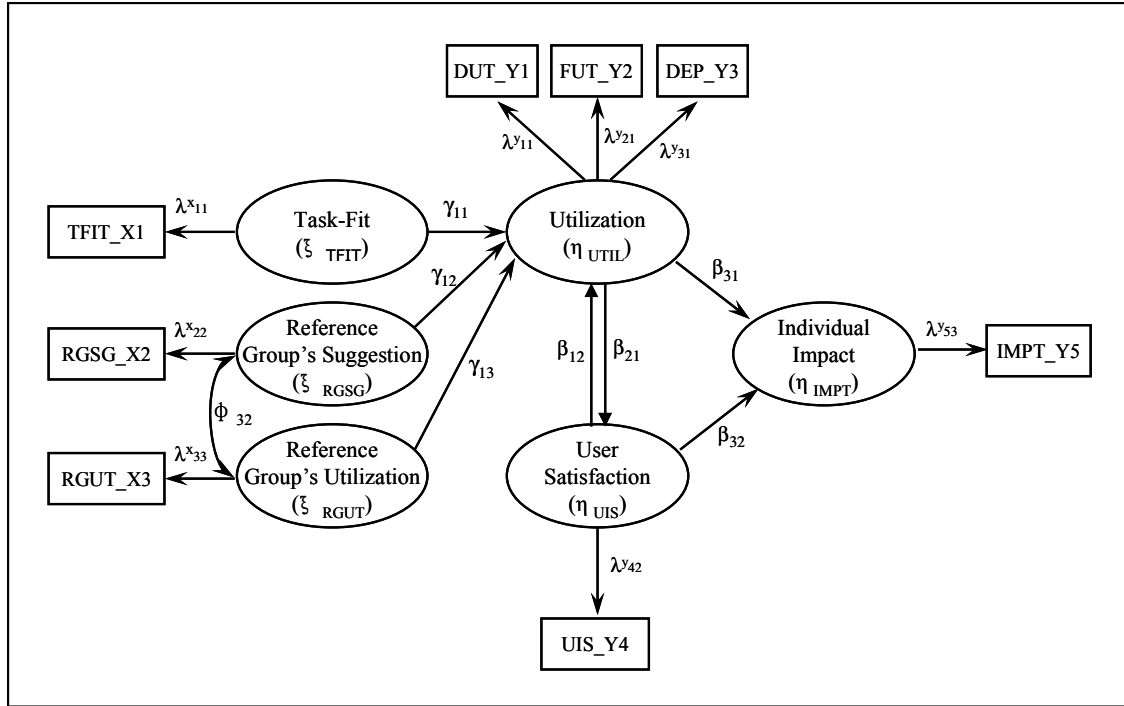 DUT_Y1
FUT_Y2
DEP_Y3
λy11
λy21
λy31
TFIT_X1
λx11
Task-Fit
(ξ TFIT)
γ11
Utilization
(η UTIL)
γ12
β31
RGSG_X2
λx22
Reference
Group's Suggestion
(ξ RGSG)
γ13
β12
β21
Individual
Impact
(η IMPT)
λy53
IMPT_Y5
ϕ 32
β32
RGUT_X3
λx33
Reference
Group's Utilization
(ξ RGUT)
User
Satisfaction
(η UIS)
λy42
UIS_Y4